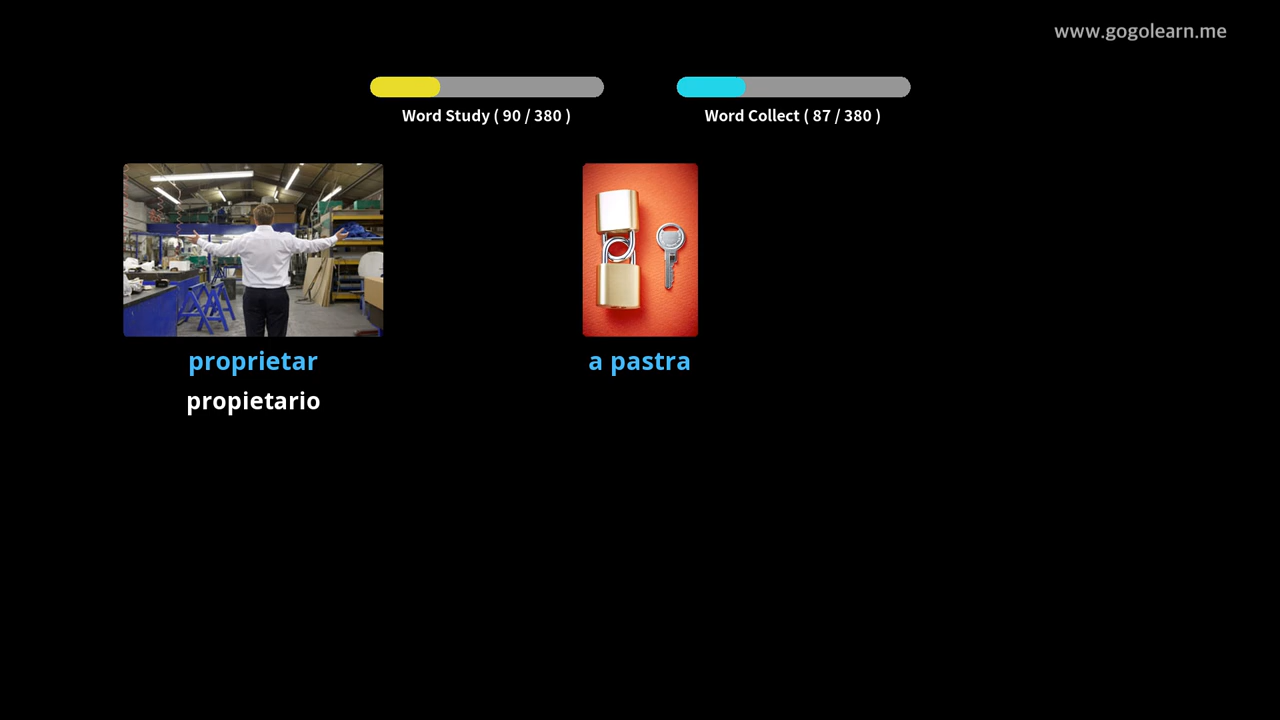 www.gogolearn.me
Word Study ( 90 / 380 )
Word Collect ( 87 / 380 )
proprietar
propietario
a pastra